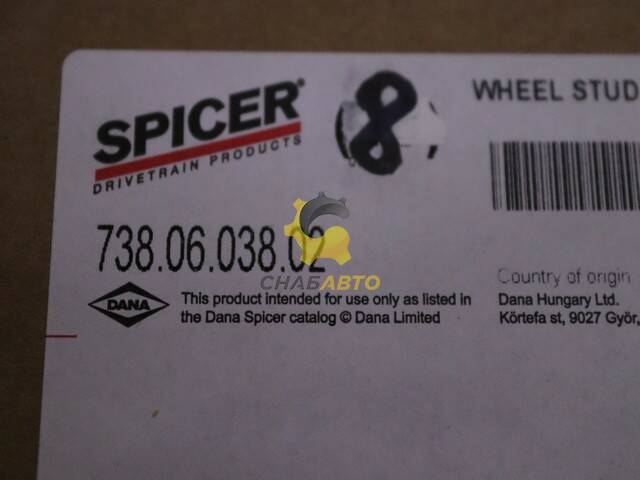 SPICER®
DRIVETRAIN PRODUCTS
8
WHEEL STUD
738.06.038.02
СНАБАВТО
DANA
This product intended for use only as listed in
the Dana Spicer catalog © Dana Limited
Country of origin
Dana Hungary Ltd.
Körtefa st, 9027 Győr,